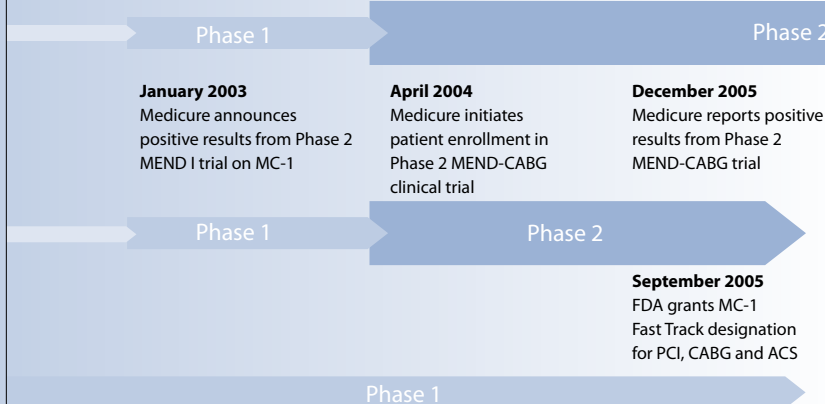 Phase 1
Phase 2
January 2003
Medicure announces
positive results from Phase 2
MEND I trial on MC-1
April 2004
Medicure initiates
patient enrollment in
Phase 2 MEND-CABG
clinical trial
December 2005
Medicure reports positive
results from Phase 2
MEND-CABG trial
Phase 1
Phase 2
September 2005
FDA grants MC-1
Fast Track designation
for PCI, CABG and ACS
Phase 1